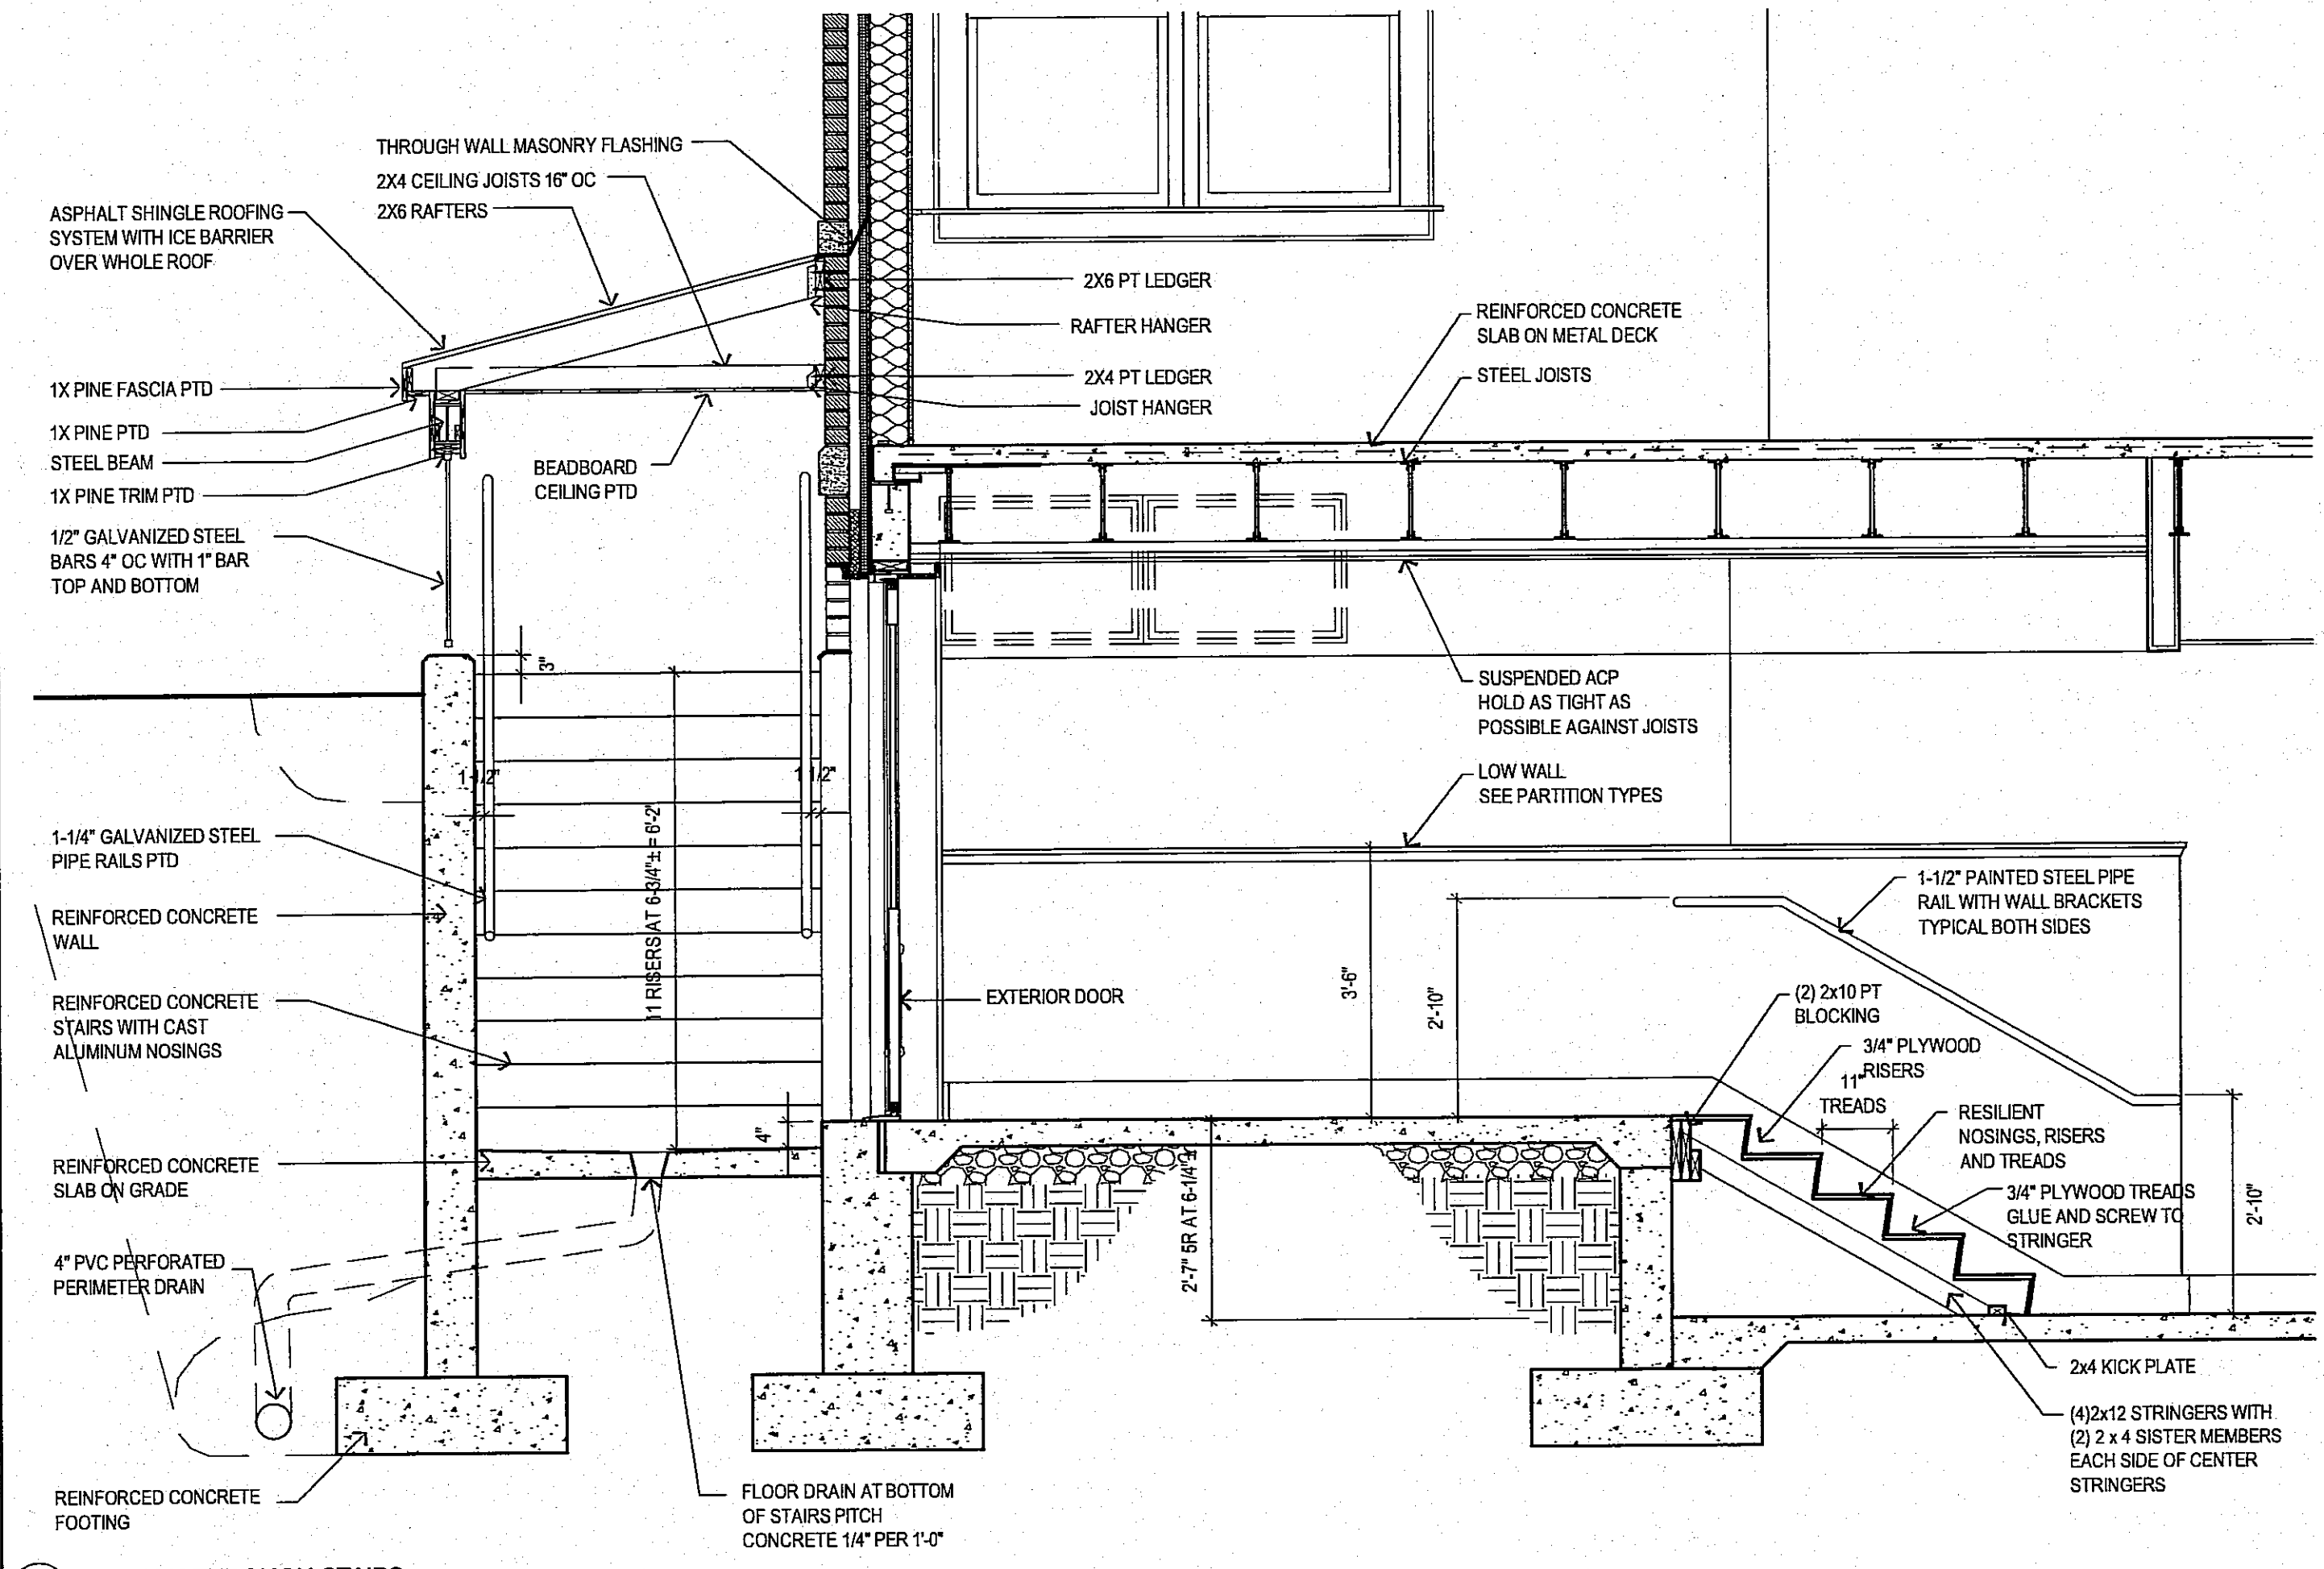 THROUGH WALL MASONRY FLASHING
2X4 CEILING JOISTS 16" OC
2X6 RAFTERS
ASPHALT SHINGLE ROOFING
SYSTEM WITH ICE BARRIER
OVER WHOLE ROOF
1X PINE FASCIA PTD
1X PINE PTD
STEEL BEAM
1X PINE TRIM PTD
1/2" GALVANIZED STEEL
BARS 4" OC WITH 1" BAR
TOP AND BOTTOM
BEADBOARD
CEILING PTD
2X6 PT LEDGER
RAFTER HANGER
2X4 PT LEDGER
JOIST HANGER
REINFORCED CONCRETE
SLAB ON METAL DECK
STEEL JOISTS
3"
SUSPENDED ACP
HOLD AS TIGHT AS
POSSIBLE AGAINST JOISTS
LOW WALL
SEE PARTITION TYPES
1-1/2"
1-1/2"
11 RISERS AT 6-3/4"± = 6'-2"
1-1/4" GALVANIZED STEEL
PIPE RAILS PTD
REINFORCED CONCRETE
WALL
REINFORCED CONCRETE
STAIRS WITH CAST
ALUMINUM NOSINGS
REINFORCED CONCRETE
SLAB ON GRADE
4" PVC PERFORATED
PERIMETER DRAIN
REINFORCED CONCRETE
FOOTING
4"
EXTERIOR DOOR
3'-6"
2'-10"
2'-7" 5R AT 6-1/4"±
1-1/2" PAINTED STEEL PIPE
RAIL WITH WALL BRACKETS
TYPICAL BOTH SIDES
(2) 2x10 PT
BLOCKING
3/4" PLYWOOD
RISERS
11"
TREADS
RESILIENT
NOSINGS, RISERS
AND TREADS
3/4" PLYWOOD TREADS
GLUE AND SCREW TO
STRINGER
2'-10"
2x4 KICK PLATE
(4)2x12 STRINGERS WITH
(2) 2 x 4 SISTER MEMBERS
EACH SIDE OF CENTER
STRINGERS
FLOOR DRAIN AT BOTTOM
OF STAIRS PITCH
CONCRETE 1/4" PER 1'-0"